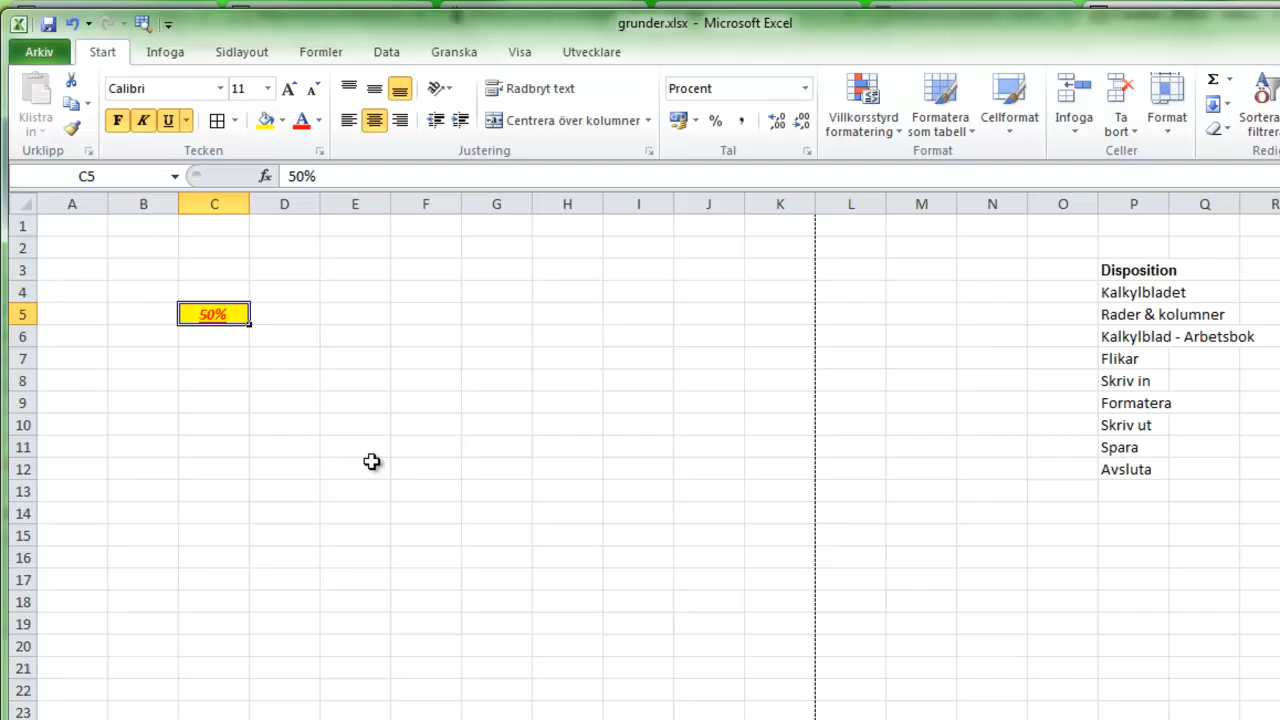 grunder.xlsx - Microsoft Excel
Arkiv Start Infoga Sidlayout Formler Data Granska Visa Utvecklare
Klistra in
Urklipp
Calibri 11
F K U
Tecken
Radbryt text
Centrera över kolumner
Justering
Procent
%
Tal
Villkorsstyrd formatering
Formatera som tabell
Cellformat
Format
Infoga
Ta bort
Format
Celler
Σ
Sortera
C5 fx 50%
A B C D E F G H I J K L M N O P Q R
1
2
3 Disposition
4 Kalkylbladet
5 50% Rader & kolumner
6 Kalkylblad - Arbetsbok
7 Flikar
8 Skriv in
9 Formatera
10 Skriv ut
11 Spara
12 Avsluta
13
14
15
16
17
18
19
20
21
22
23